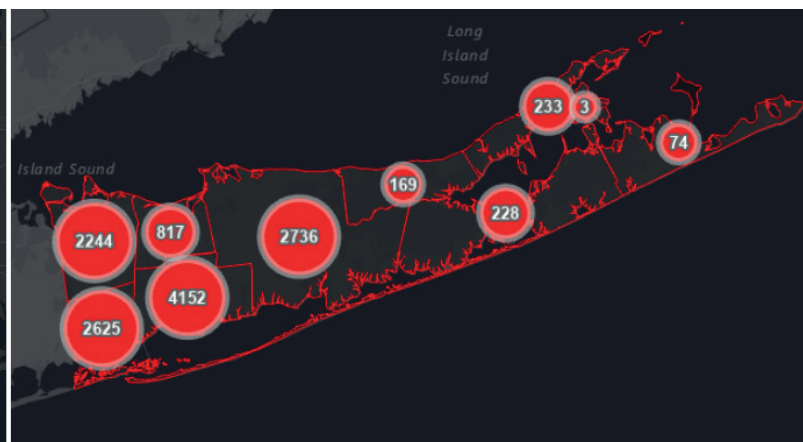 Long
Island
Sound
233
3
74
Island Sound
169
228
2244
817
2736
4152
2625